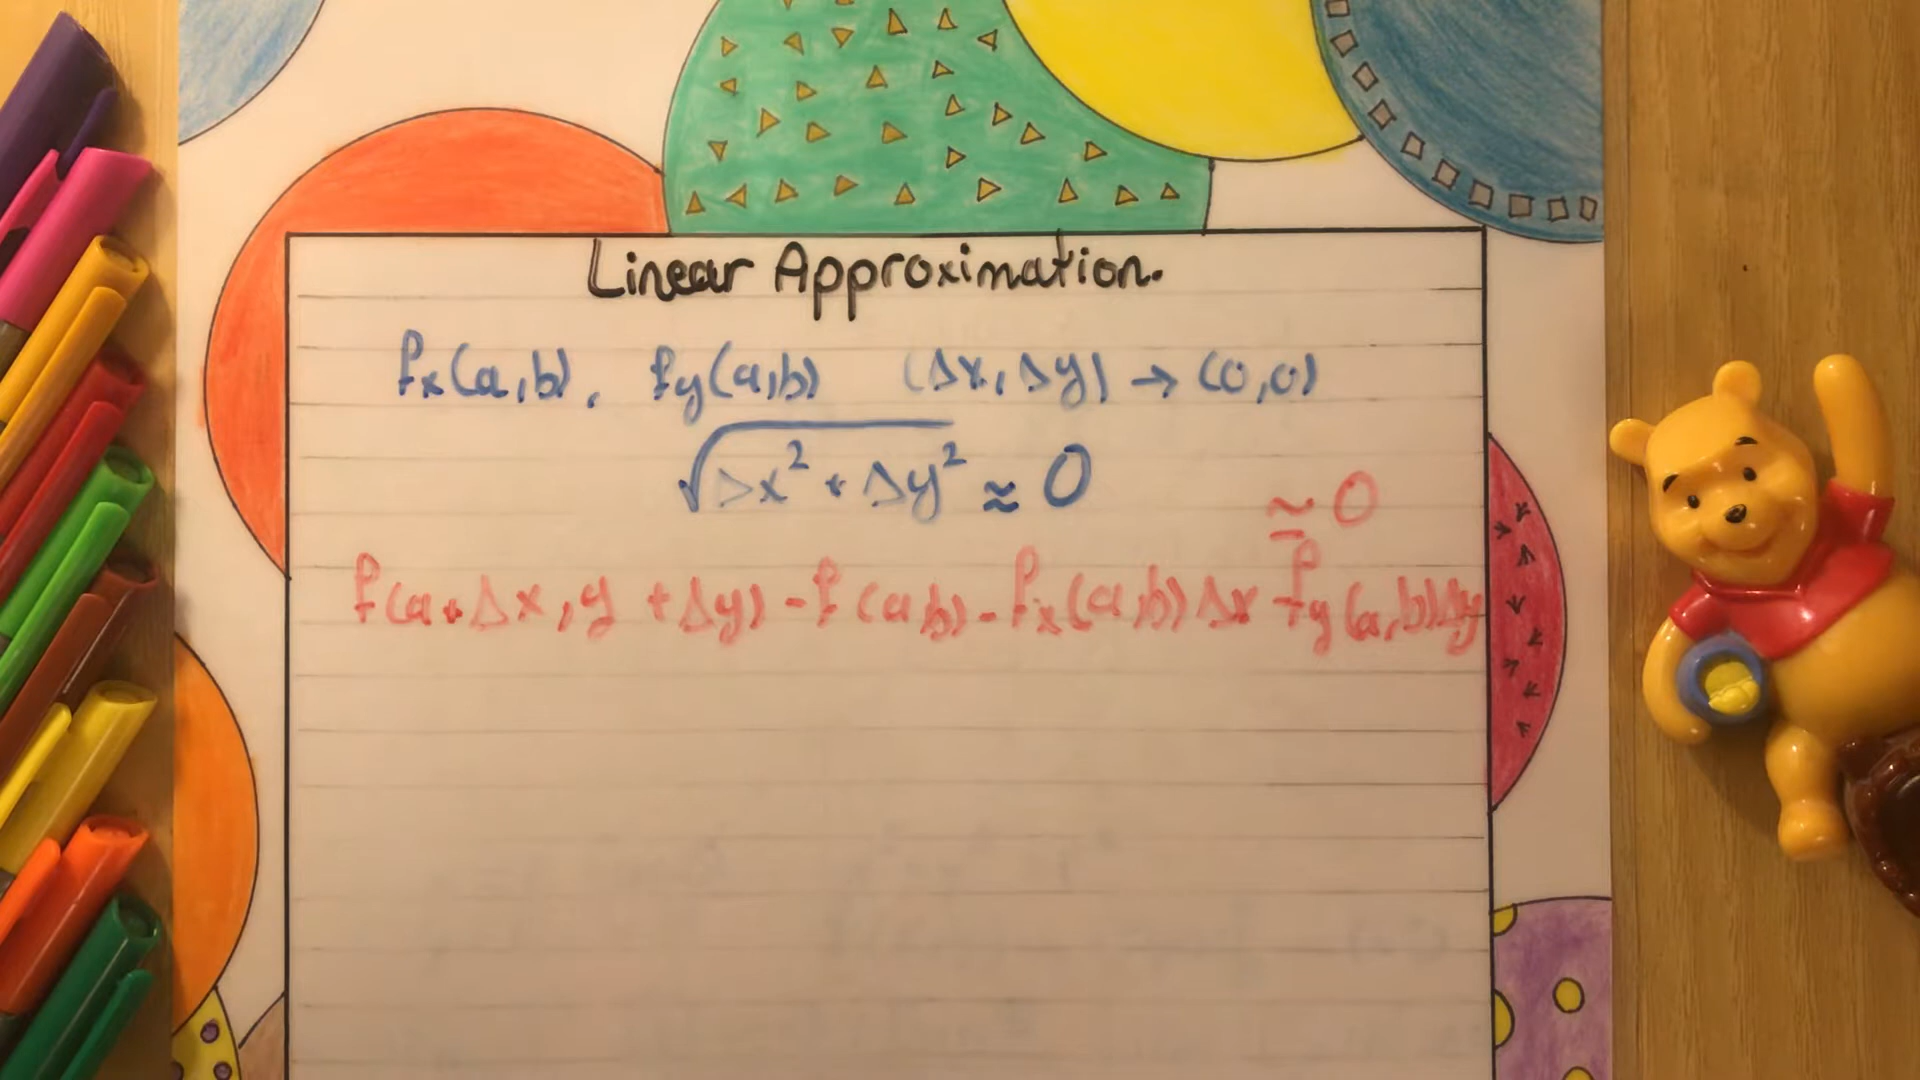 Linear Approximation.
fx(a,b), fy(a,b) (Δx,Δy) → (0,0)
√Δx² + Δy² ≈ 0
≈ 0
f(a+Δx, y +Δy) - f(a,b) - fx(a,b)Δx - fy(a,b)Δy